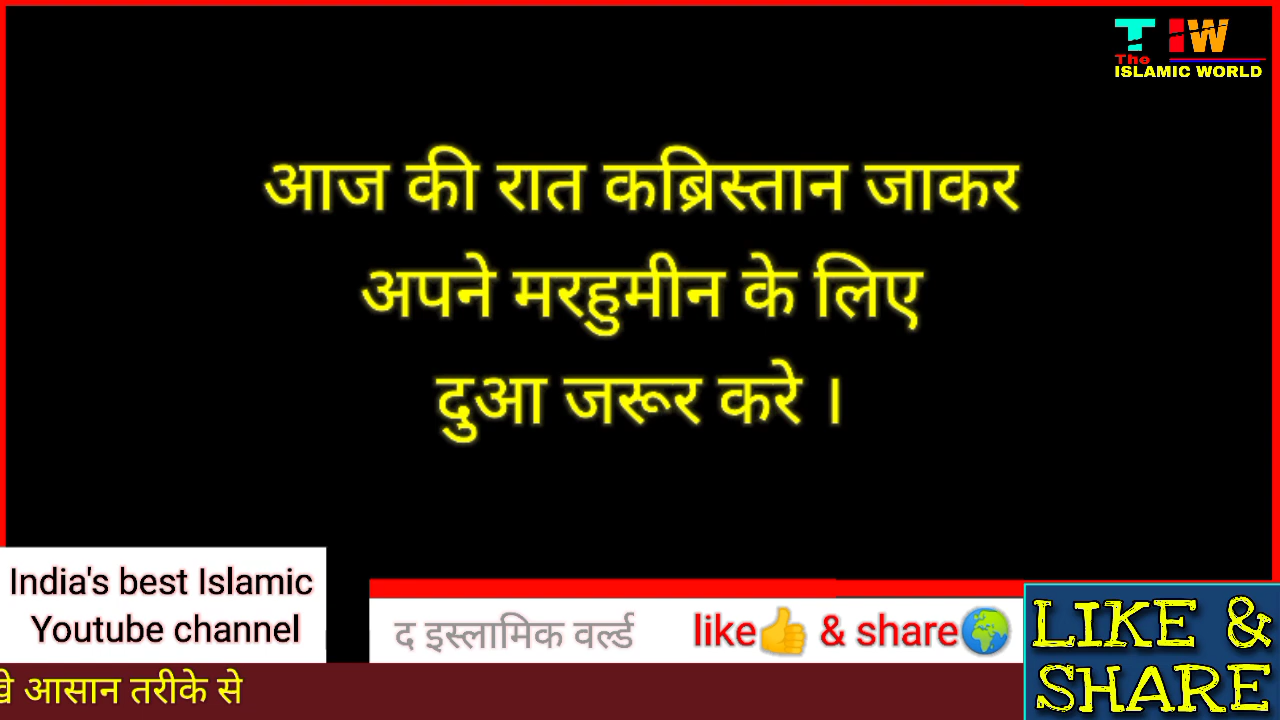 T I W
The
ISLAMIC WORLD
आज की रात कब्रिस्तान जाकर
अपने मरहुमीन के लिए
दुआ जरूर करे ।
India's best Islamic
Youtube channel
द इस्लामिक वर्ल्ड like👍 & share🌍
LIKE &
SHARE
आसान तरीके से